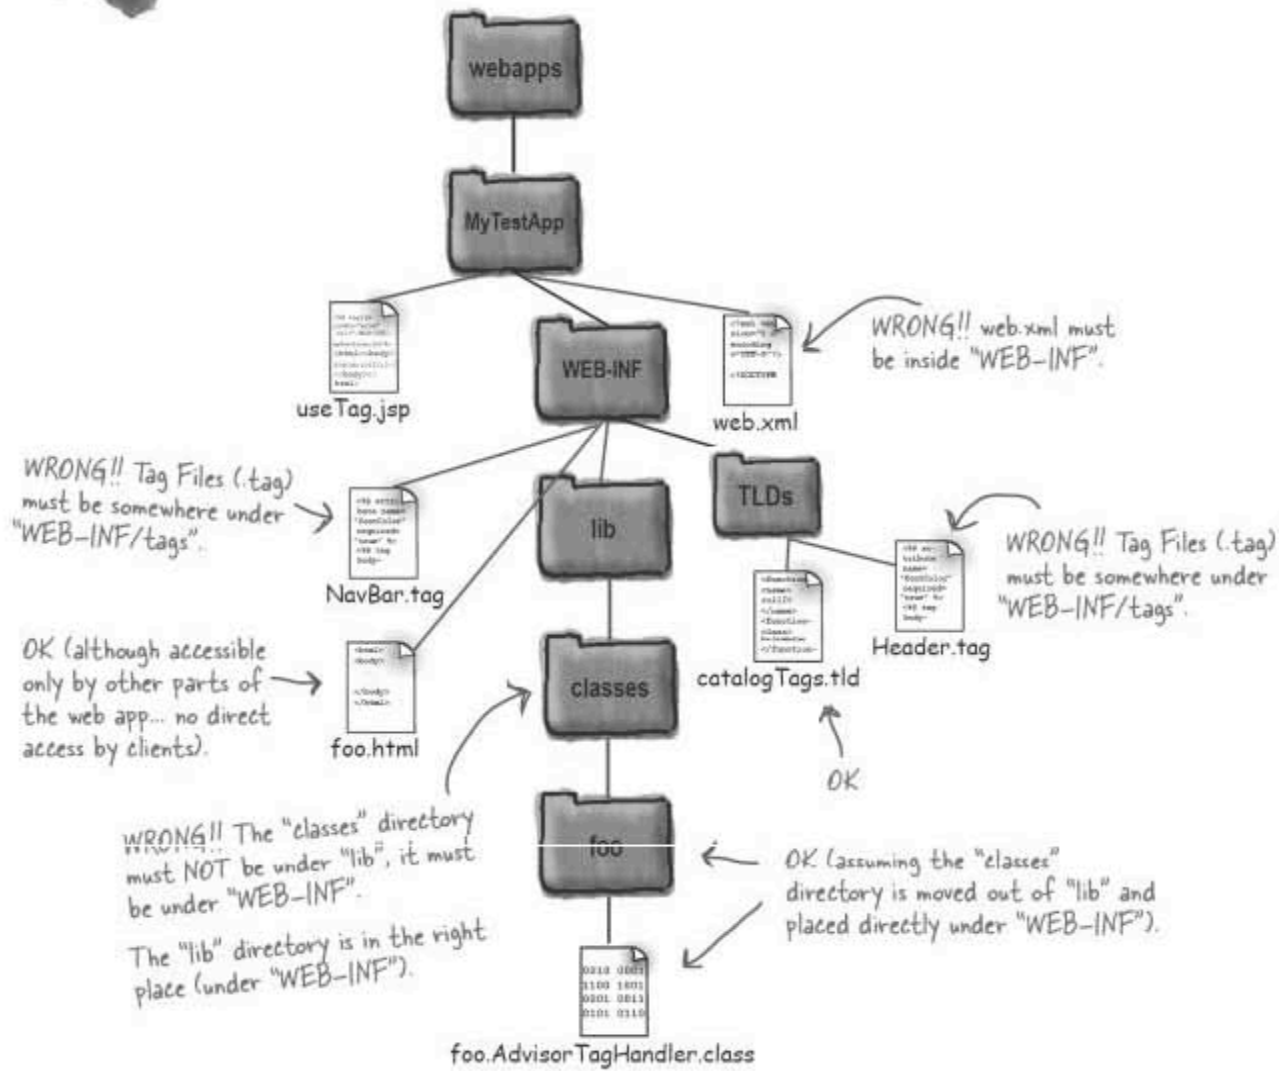 webapps
MyTestApp
useTag.jsp
WEB-INF
web.xml
WRONG!! web.xml must
be inside "WEB-INF".
WRONG!! Tag Files (.tag)
must be somewhere under
"WEB-INF/tags".
NavBar.tag
lib
TLDs
catalogTags.tld
Header.tag
WRONG!! Tag Files (.tag)
must be somewhere under
"WEB-INF/tags".
OK (although accessible
only by other parts of
the web app... no direct
access by clients).
foo.html
classes
OK
WRONG!! The "classes" directory
must NOT be under "lib", it must
be under "WEB-INF".
The "lib" directory is in the right
place (under "WEB-INF").
foo
OK (assuming the "classes"
directory is moved out of "lib" and
placed directly under "WEB-INF").
0101 0110
foo.AdvisorTagHandler.class